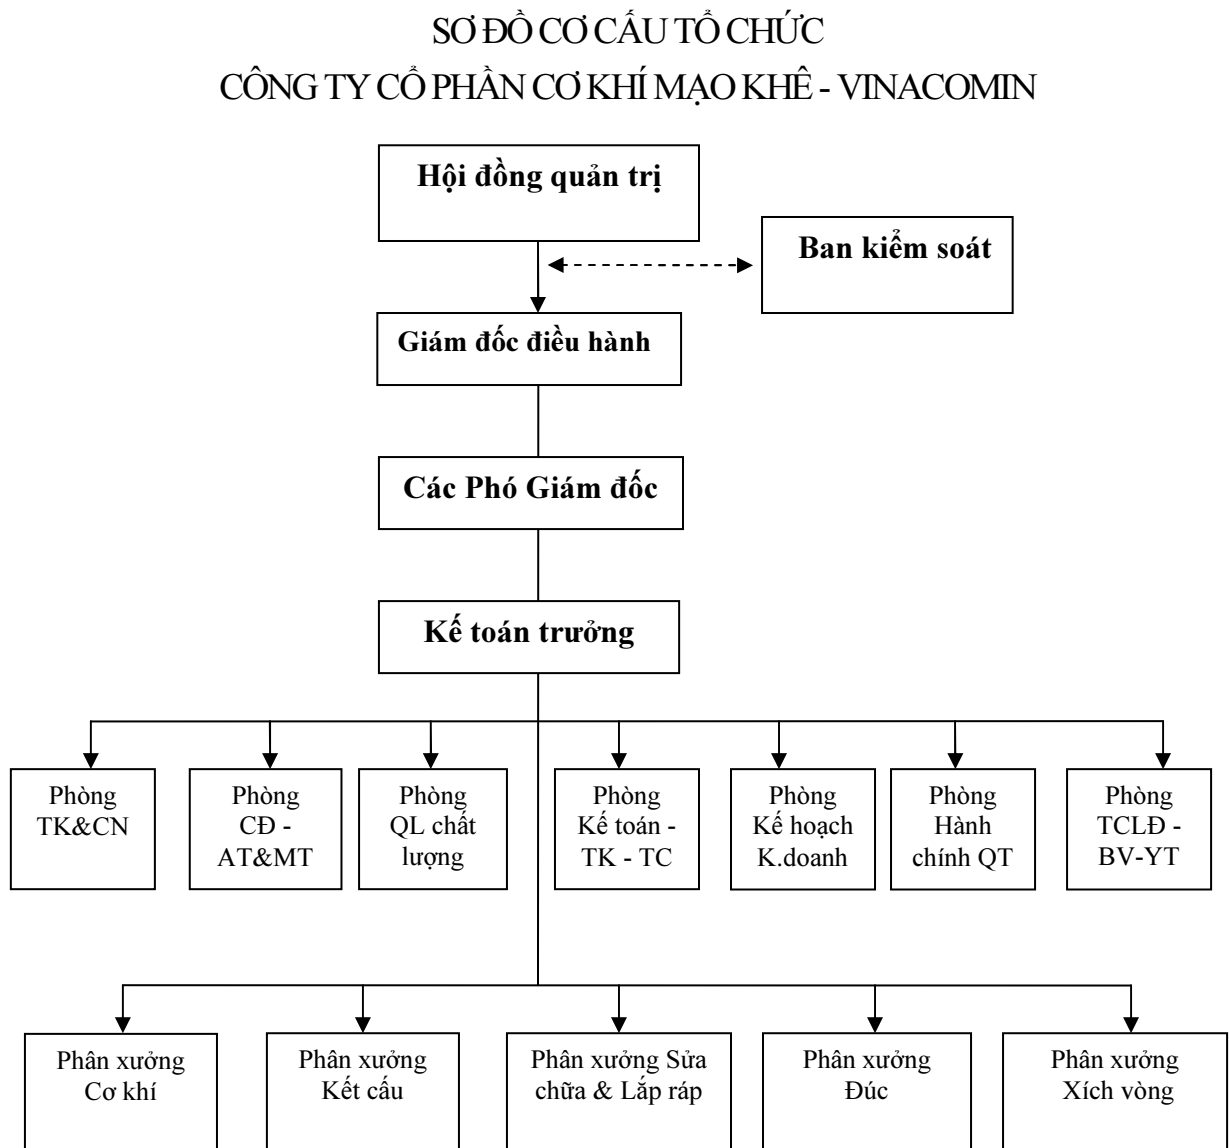 SƠ ĐỒ CƠ CẤU TỔ CHỨC
CÔNG TY CỔ PHẦN CƠ KHÍ MẠO KHÊ - VINACOMIN
Hội đồng quản trị
Ban kiểm soát
Giám đốc điều hành
Các Phó Giám đốc
Kế toán trưởng
Phòng
TK&CN
Phòng
CĐ -
AT&MT
Phòng
QL chất
lượng
Phòng
Kế toán -
TK - TC
Phòng
Kế hoạch
K.doanh
Phòng
Hành
chính QT
Phòng
TCLĐ -
BV-YT
Phân xưởng
Cơ khí
Phân xưởng
Kết cấu
Phân xưởng Sửa
chữa & Lắp ráp
Phân xưởng
Đúc
Phân xưởng
Xích vòng